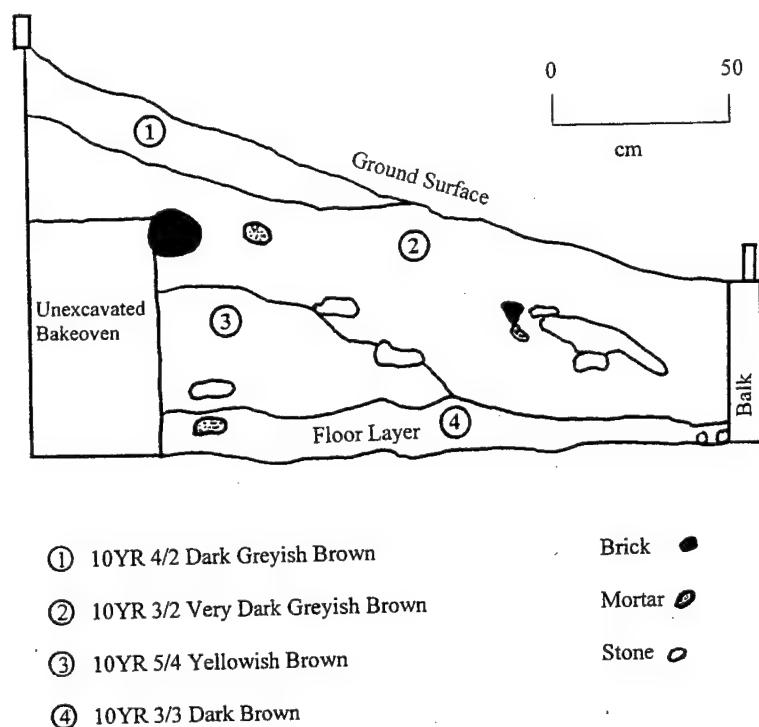 0 50
cm
①
Ground Surface
②
Unexcavated
Bakeoven
③
Balk
Floor Layer
④
① 10YR 4/2 Dark Greyish Brown
② 10YR 3/2 Very Dark Greyish Brown
③ 10YR 5/4 Yellowish Brown
④ 10YR 3/3 Dark Brown
Brick
Mortar
Stone